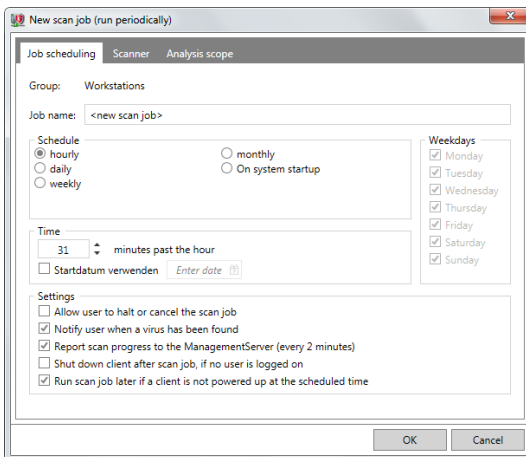 New scan job (run periodically)
Job scheduling Scanner Analysis scope
Group: Workstations
Job name: <new scan job>
Schedule
hourly
daily
weekly
monthly
On system startup
Weekdays
Monday
Tuesday
Wednesday
Thursday
Friday
Saturday
Sunday
Time
31 minutes past the hour
Startdatum verwenden Enter date
Settings
Allow user to halt or cancel the scan job
Notify user when a virus has been found
Report scan progress to the ManagementServer (every 2 minutes)
Shut down client after scan job, if no user is logged on
Run scan job later if a client is not powered up at the scheduled time
OK Cancel